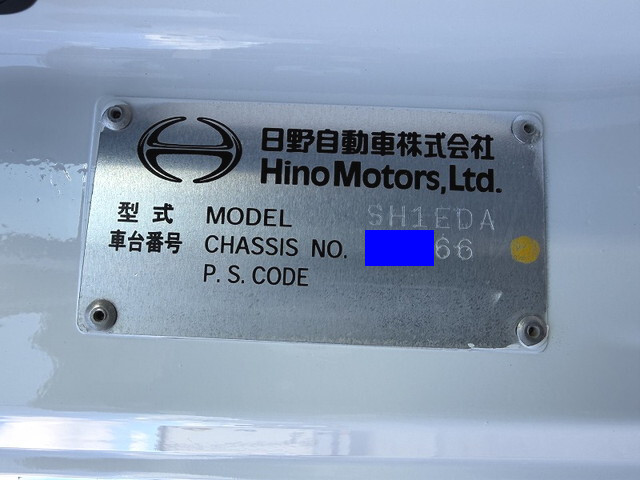 日野自動車株式会社
Hino Motors, Ltd.
型式 MODEL SH1EDA
車台番号 CHASSIS NO. 66
P. S. CODE